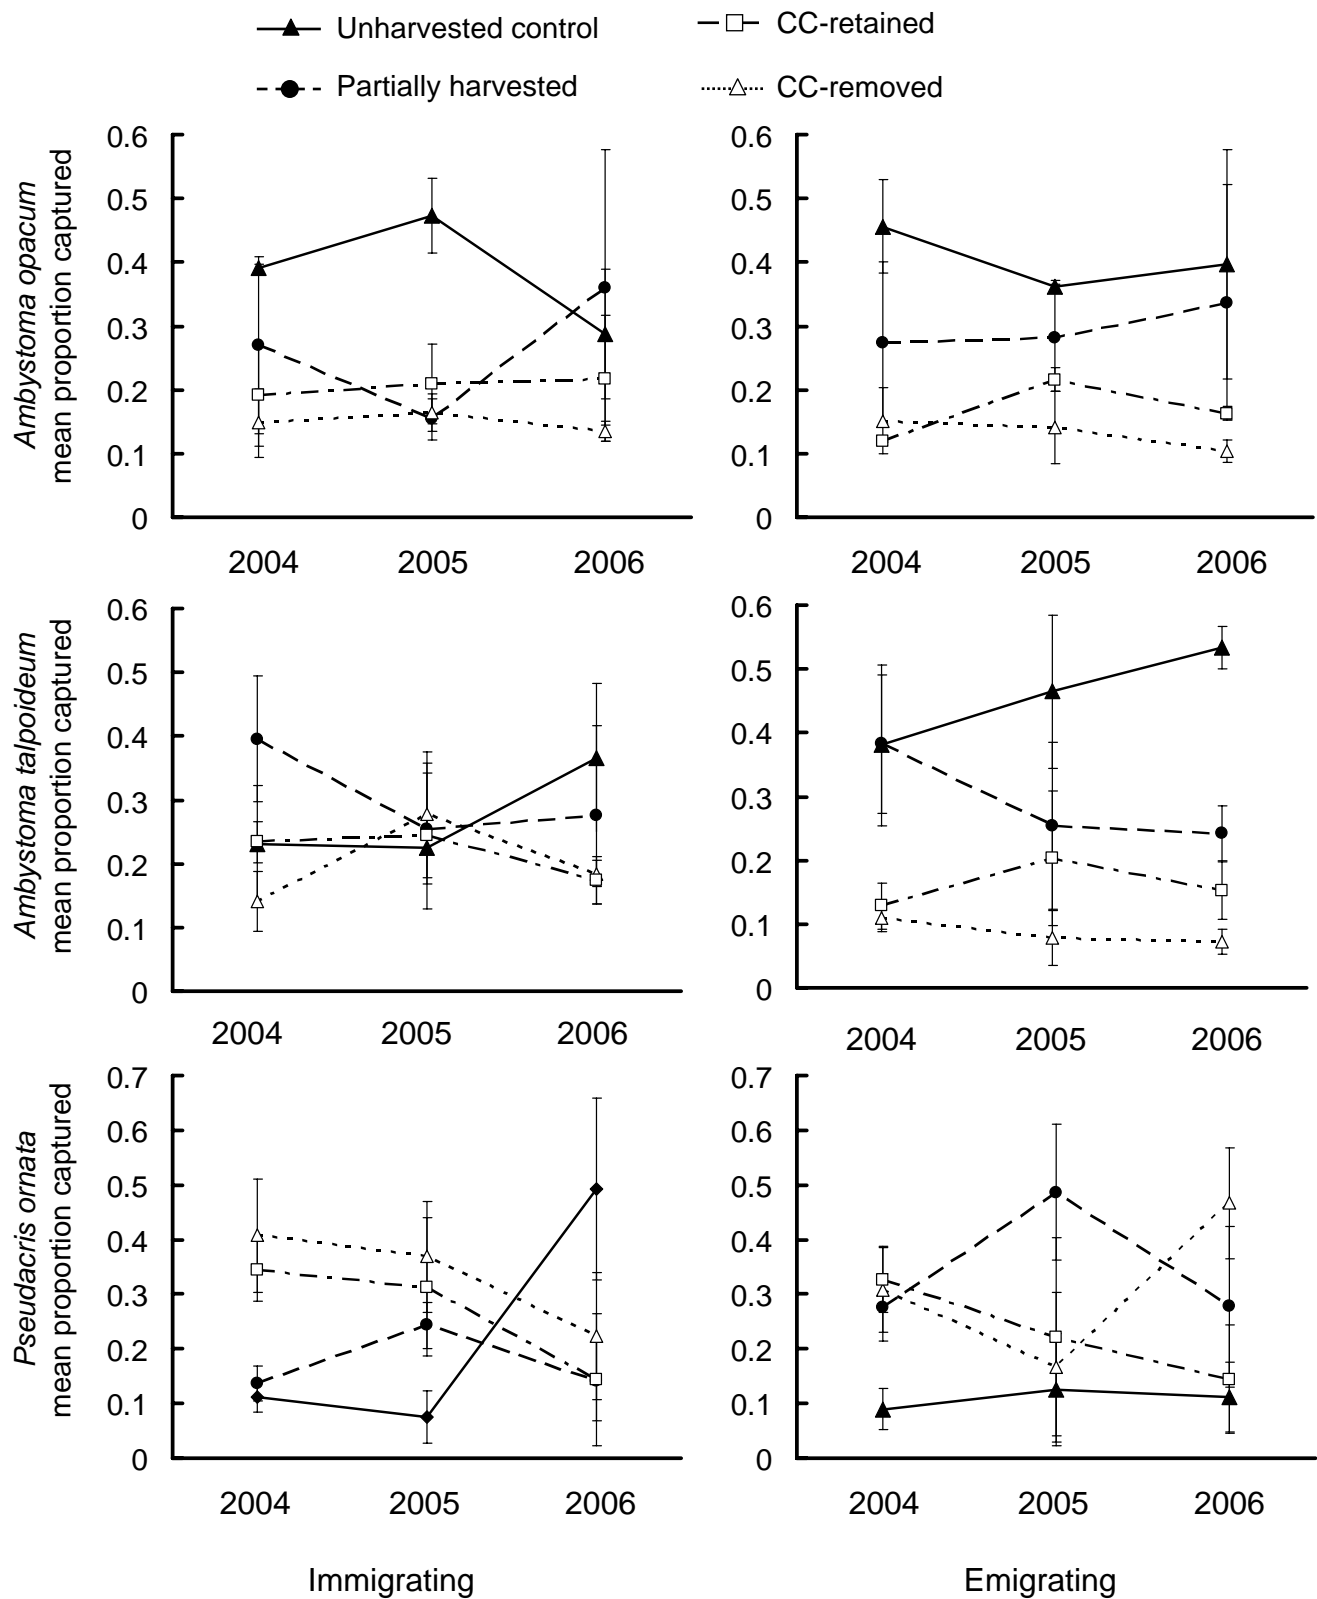 Unharvested control
CC-retained
Partially harvested
CC-removed
Ambystoma opacum
mean proportion captured
0.6
0.5
0.4
0.3
0.2
0.1
0
2004 2005 2006
0.6
0.5
0.4
0.3
0.2
0.1
0
2004 2005 2006
Ambystoma talpoideum
mean proportion captured
0.6
0.5
0.4
0.3
0.2
0.1
0
2004 2005 2006
0.6
0.5
0.4
0.3
0.2
0.1
0
2004 2005 2006
Pseudacris ornata
mean proportion captured
0.7
0.6
0.5
0.4
0.3
0.2
0.1
0
2004 2005 2006
0.7
0.6
0.5
0.4
0.3
0.2
0.1
0
2004 2005 2006
Immigrating
Emigrating